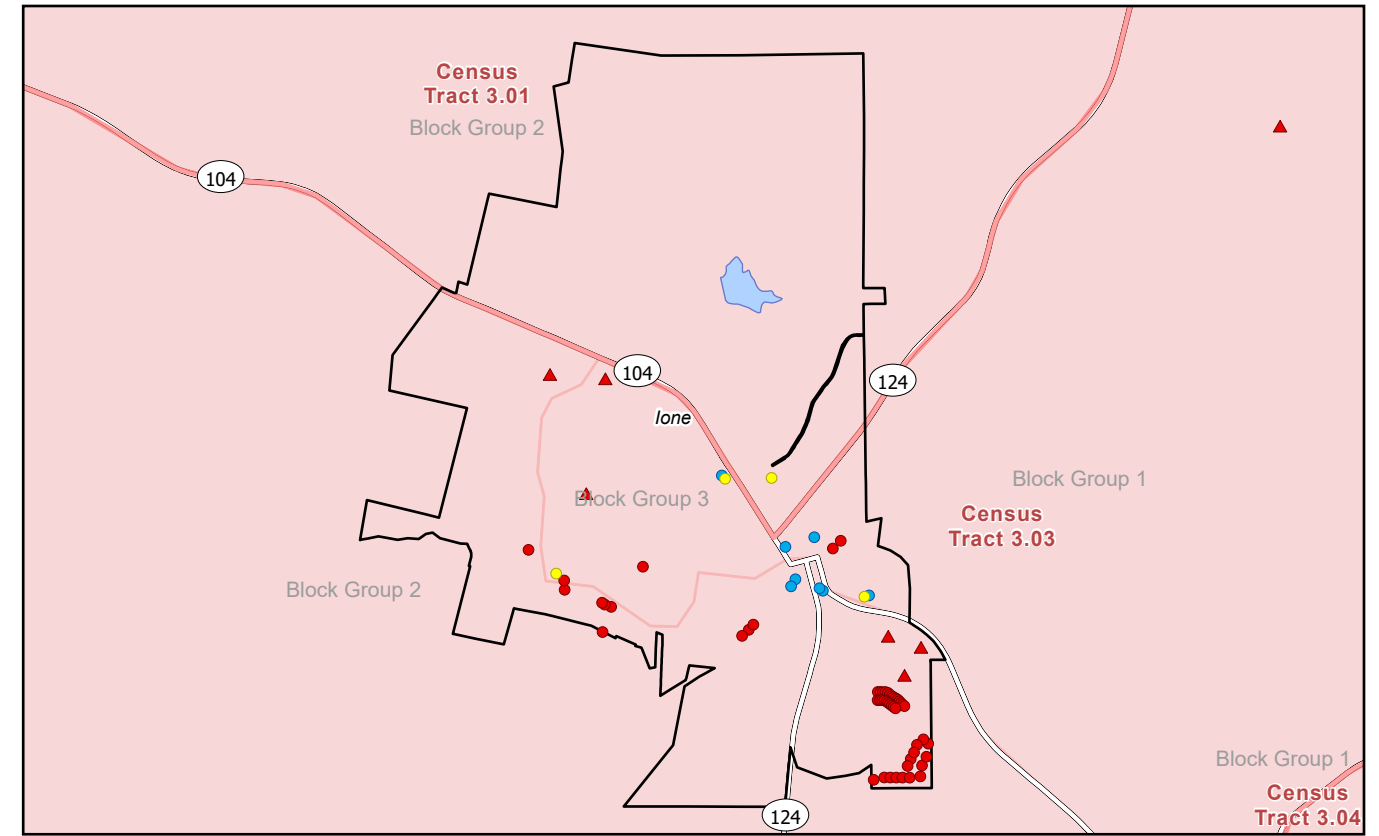 Census
Tract 3.01
Block Group 2
104
104
124
Ione
Block Group 1
Block Group 3
Census
Tract 3.03
Block Group 2
Block Group 1
Census
Tract 3.04
124